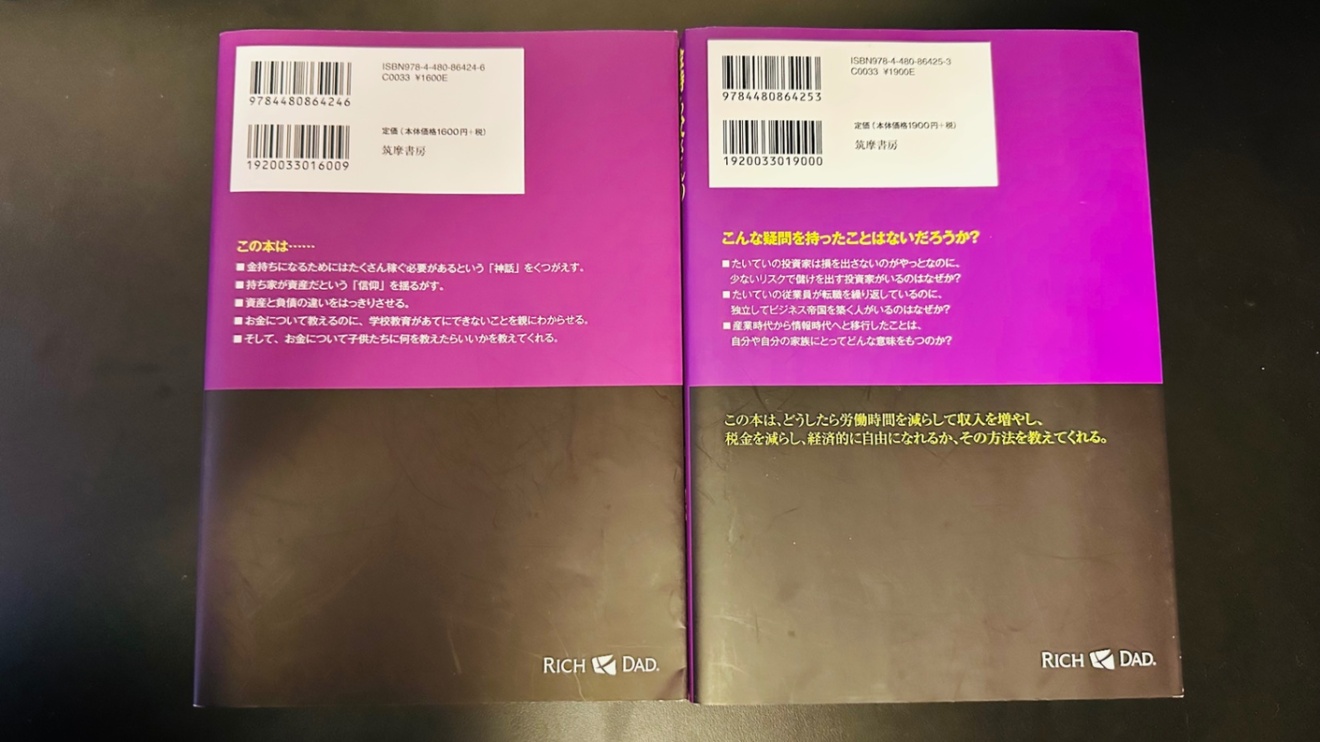 ISBN978-4-480-86424-6
C0033 ¥1600E
9784480864246
定価(本体価格1600円+税)
筑摩書房
1920033016009
この本は……
■金持ちになるためにはたくさん稼ぐ必要があるという「神話」をくつがえす。
■持ち家が資産だという「信仰」を揺るがす。
■資産と負債の違いをはっきりさせる。
■お金について教えるのに、学校教育があてにできないことを親にわからせる。
■そして、お金について子供たちに何を教えたらいいかを教えてくれる。
RICH DAD.
ISBN978-4-480-86425-3
C0033 ¥1900E
9784480864253
定価(本体価格1900円+税)
筑摩書房
1920033019000
こんな疑問を持ったことはないだろうか?
■たいていの投資家は損を出さないのがやっとなのに、
少ないリスクで儲けを出す投資家がいるのはなぜか?
■たいていの従業員が転職を繰り返しているのに、
独立してビジネス帝国を築く人がいるのはなぜか?
■産業時代から情報時代へと移行したことは、
自分や自分の家族にとってどんな意味をもつのか?
この本は、どうしたら労働時間を減らして収入を増やし、
税金を減らし、経済的に自由になれるか、その方法を教えてくれる。
RICH DAD.